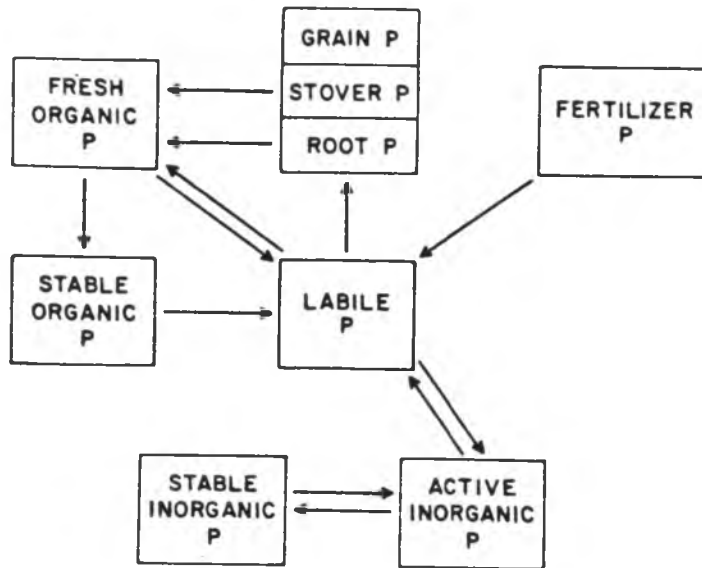 GRAIN P
STOVER P
ROOT P
FRESH
ORGANIC
P
FERTILIZER
P
STABLE
ORGANIC
P
LABILE
P
STABLE
INORGANIC
P
ACTIVE
INORGANIC
P